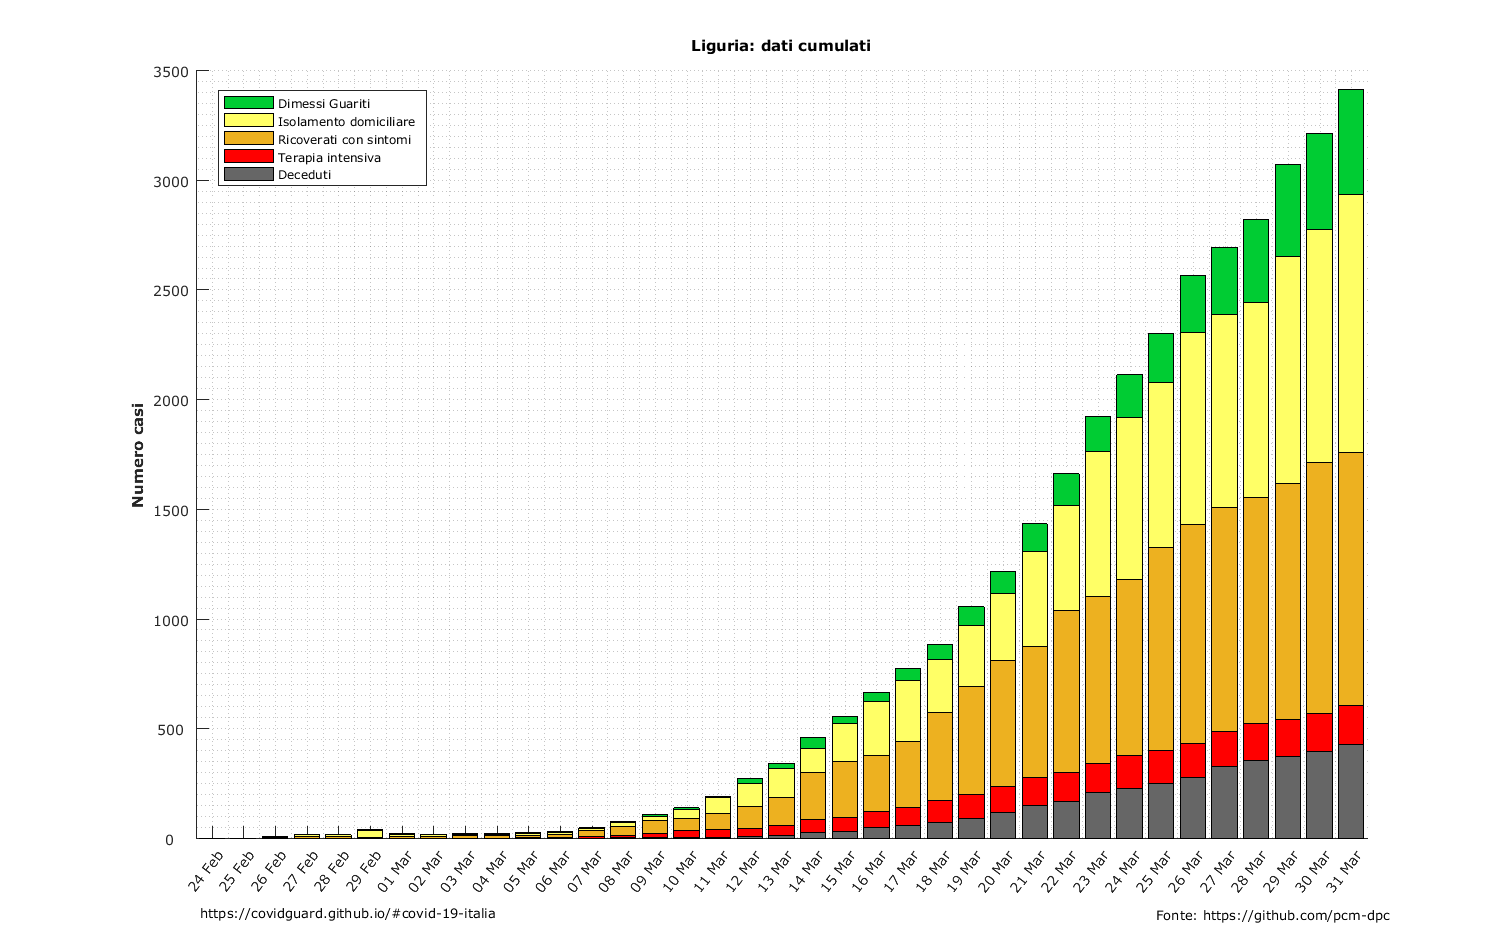 Liguria: dati cumulati
3500
3000
2500
2000
1500
1000
500
0
Numero casi
Dimessi Guariti
Isolamento domiciliare
Ricoverati con sintomi
Terapia intensiva
Deceduti
24 Feb
25 Feb
26 Feb
27 Feb
28 Feb
29 Feb
01 Mar
02 Mar
03 Mar
04 Mar
05 Mar
06 Mar
07 Mar
08 Mar
09 Mar
10 Mar
11 Mar
12 Mar
13 Mar
14 Mar
15 Mar
16 Mar
17 Mar
18 Mar
19 Mar
20 Mar
21 Mar
22 Mar
23 Mar
24 Mar
25 Mar
26 Mar
27 Mar
28 Mar
29 Mar
30 Mar
31 Mar
https://covidguard.github.io/#covid-19-italia
Fonte: https://github.com/pcm-dpc